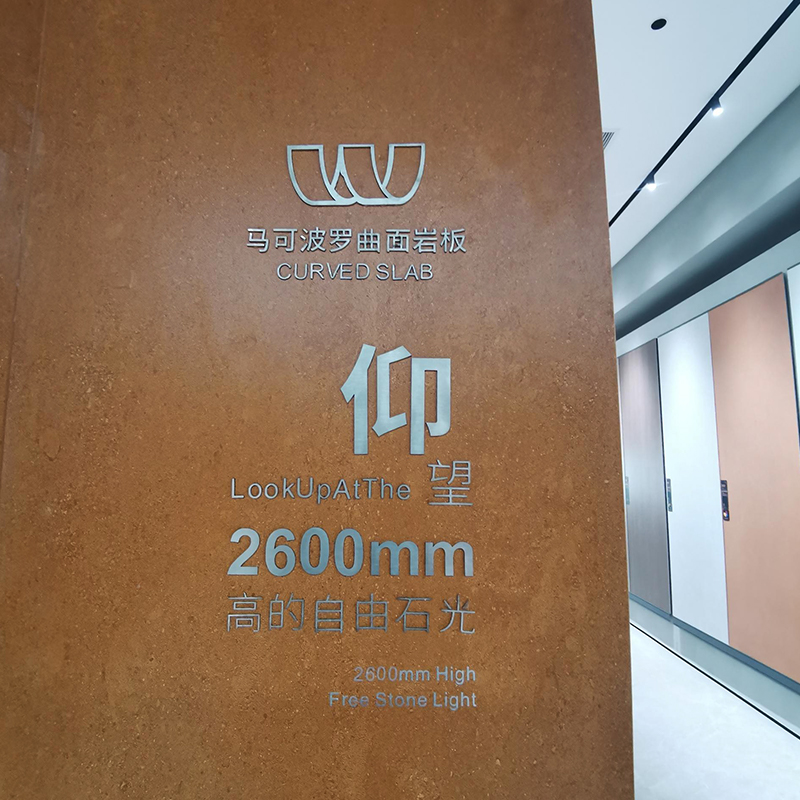 马可波罗曲面岩板
CURVED SLAB
仰
LookUpAtThe 望
2600mm
高的自由石光
2600mm High
Free Stone Light